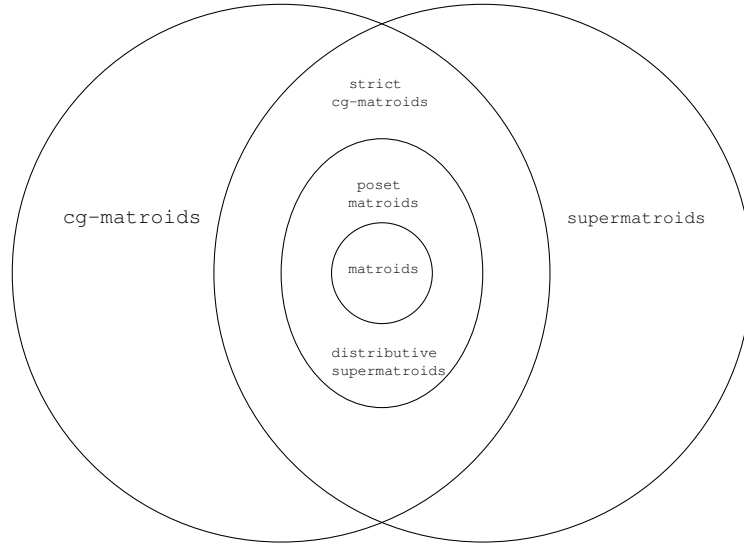 strict
cg-matroids
poset
matroids
cg-matroids
supermatroids
matroids
distributive
supermatroids